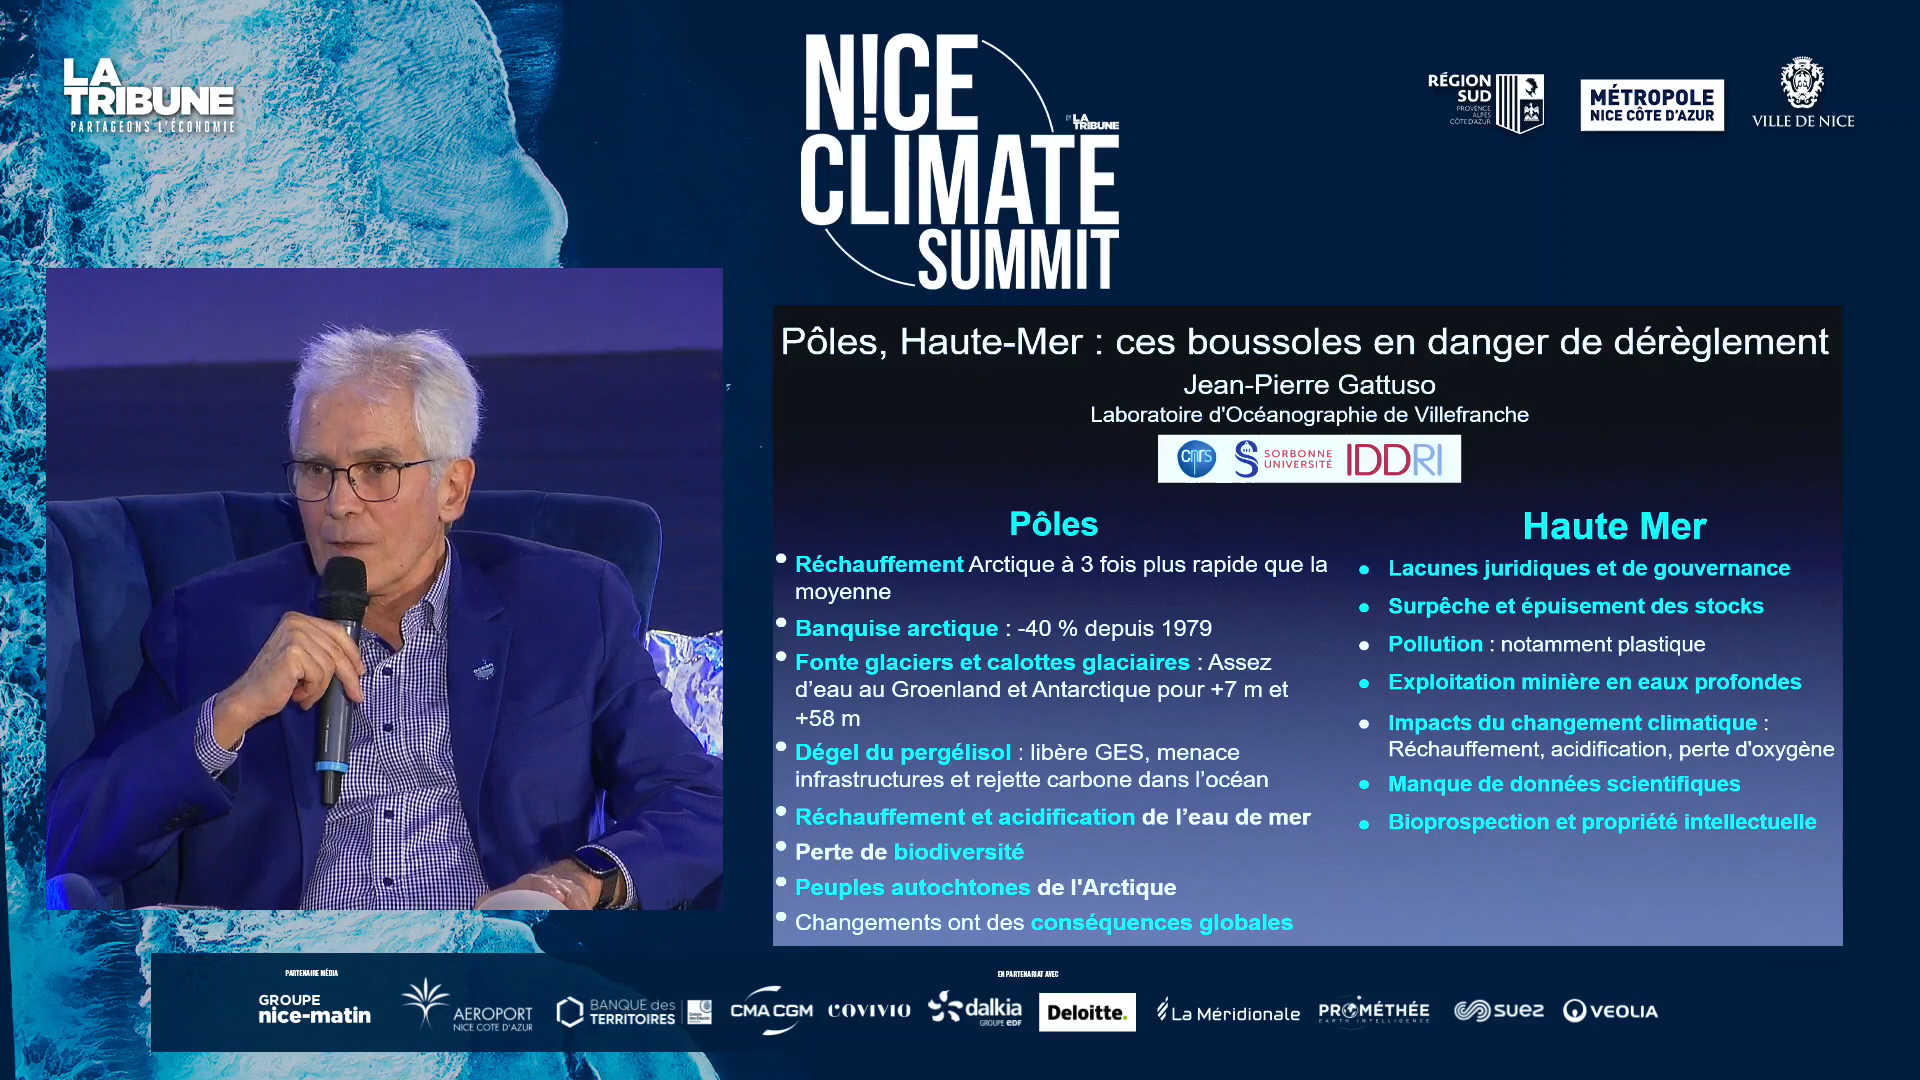 LA
TRIBUNE
PARTAGEONS L'ÉCONOMIE
N!CE
BY LA
TRIBUNE
CLIMATE
SUMMIT
RÉGION
SUD
PROVENCE
ALPES
CÔTE D'AZUR
MÉTROPOLE
NICE CÔTE D'AZUR
VILLE DE NICE
Pôles, Haute-Mer : ces boussoles en danger de dérèglement
Jean-Pierre Gattuso
Laboratoire d'Océanographie de Villefranche
cnrs
S SORBONNE
UNIVERSITÉ
IDDRI
Pôles
• Réchauffement Arctique à 3 fois plus rapide que la
moyenne
• Banquise arctique : -40 % depuis 1979
• Fonte glaciers et calottes glaciaires : Assez
d’eau au Groenland et Antarctique pour +7 m et
+58 m
• Dégel du pergélisol : libère GES, menace
infrastructures et rejette carbone dans l’océan
• Réchauffement et acidification de l’eau de mer
• Perte de biodiversité
• Peuples autochtones de l'Arctique
• Changements ont des conséquences globales
Haute Mer
• Lacunes juridiques et de gouvernance
• Surpêche et épuisement des stocks
• Pollution : notamment plastique
• Exploitation minière en eaux profondes
• Impacts du changement climatique :
Réchauffement, acidification, perte d'oxygène
• Manque de données scientifiques
• Bioprospection et propriété intellectuelle
PARTENAIRE MÉDIA
GROUPE
nice-matin
AEROPORT
NICE COTE D'AZUR
BANQUE des
TERRITOIRES
EN PARTENARIAT AVEC
CMA CGM
COVIVIO
dalkia
GROUPE EDF
Deloitte.
La Méridionale
PROMÉTHÉE
EARTH INTELLIGENCE
suez
VEOLIA